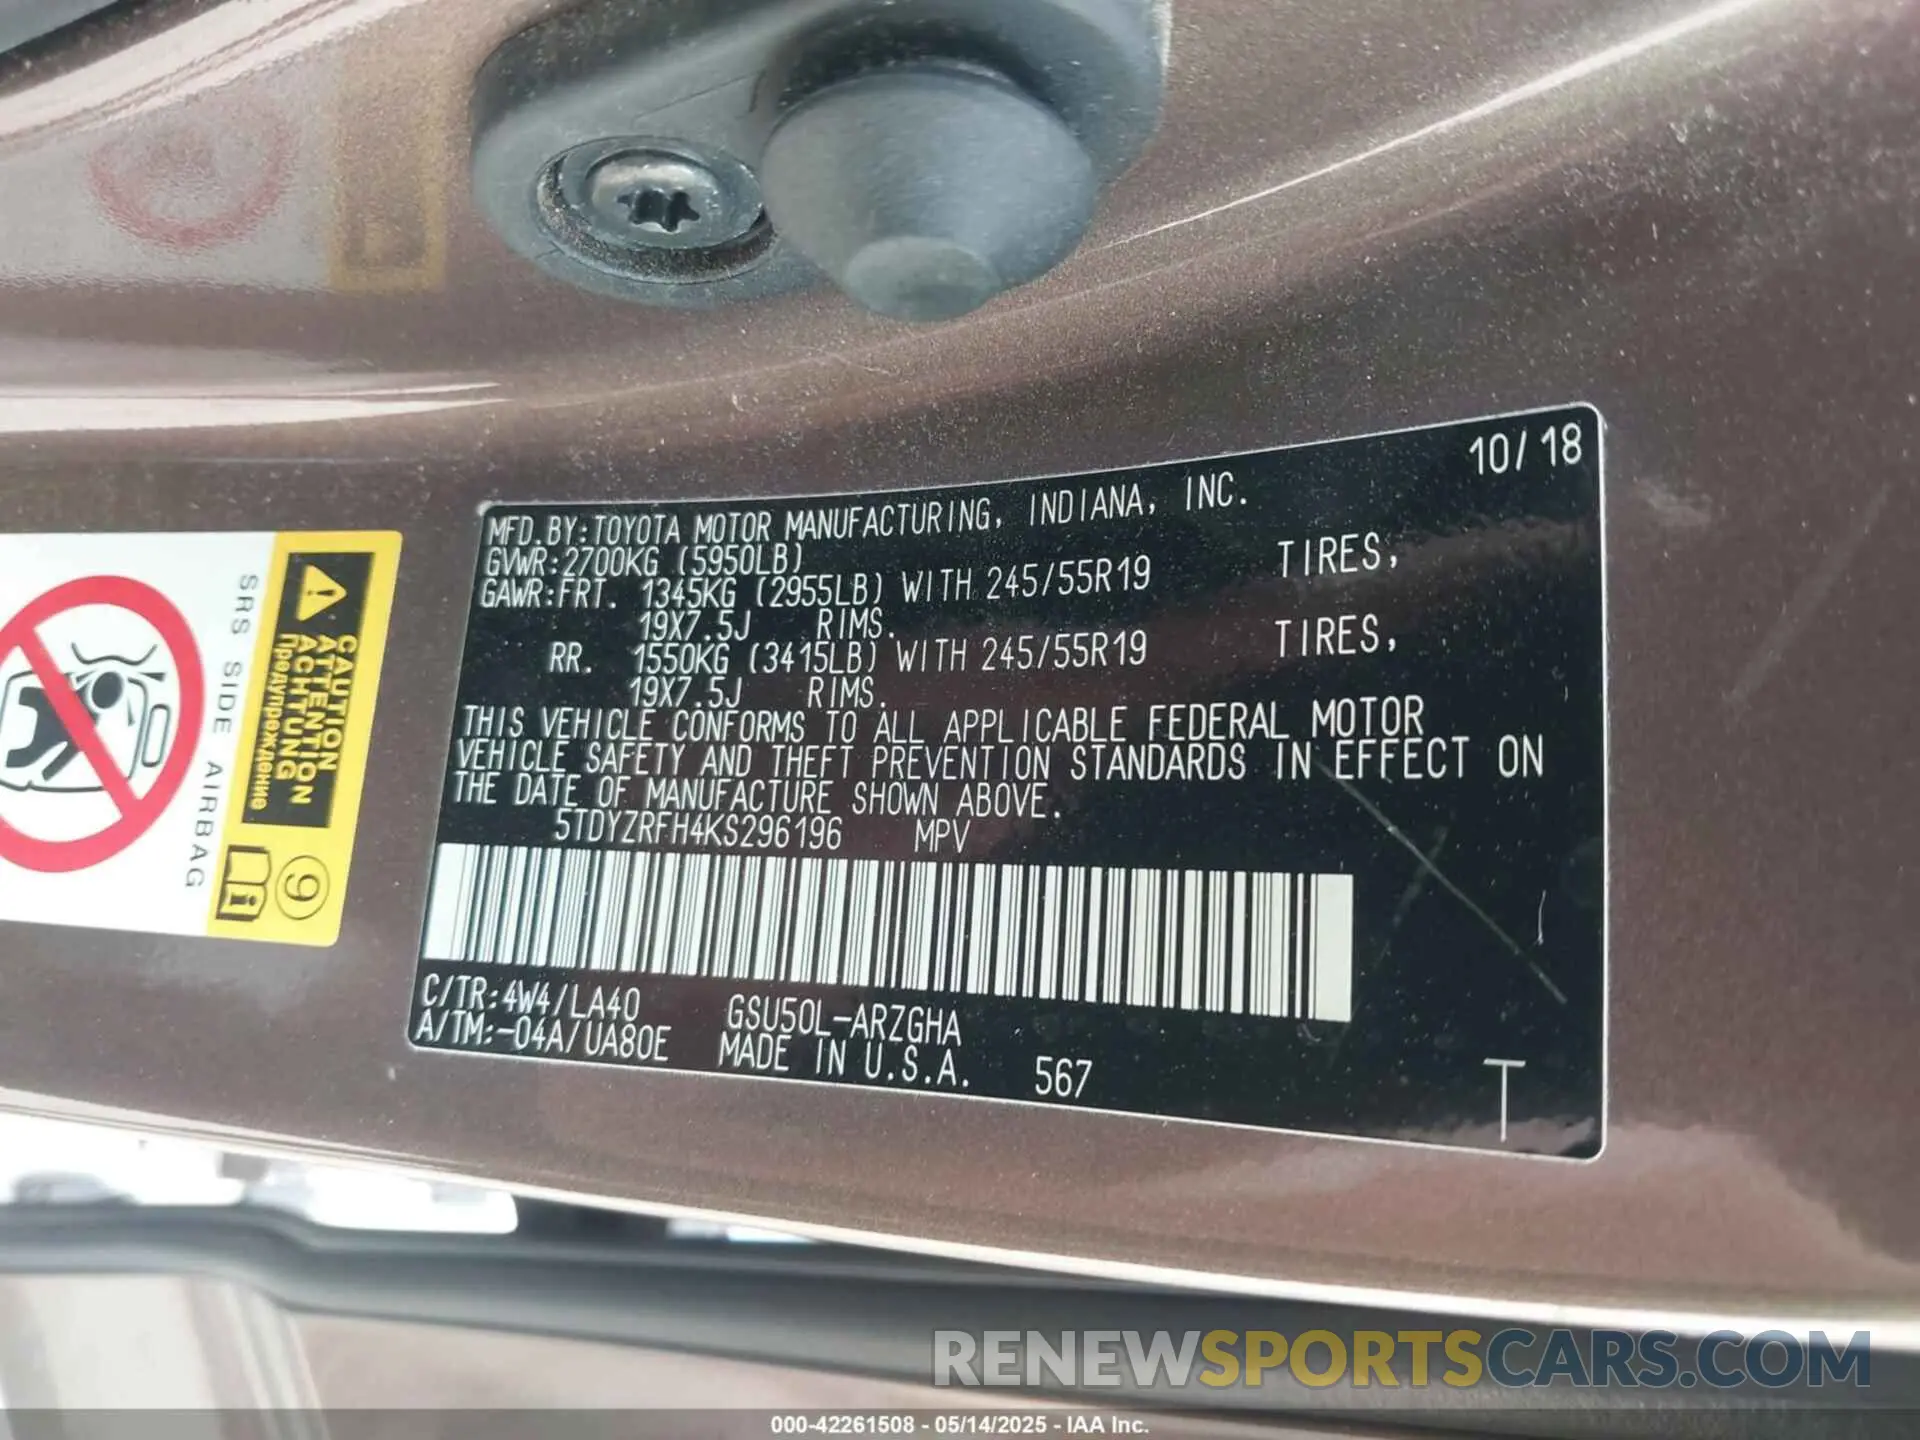 10/18
MFD.BY:TOYOTA MOTOR MANUFACTURING, INDIANA, INC.
GVWR:2700KG (5950LB)
GAWR:FRT. 1345KG (2955LB) WITH 245/55R19 TIRES,
19X7.5J RIMS.
RR. 1550KG (3415LB) WITH 245/55R19 TIRES,
19X7.5J RIMS.
THIS VEHICLE CONFORMS TO ALL APPLICABLE FEDERAL MOTOR
VEHICLE SAFETY AND THEFT PREVENTION STANDARDS IN EFFECT ON
THE DATE OF MANUFACTURE SHOWN ABOVE.
5TDYZRFH4KS296196 MPV
C/TR:4W4/LA40 GSU50L-ARZGHA
A/TM:-04A/UA80E MADE IN U.S.A. 567
T
CAUTION
ATTENTION
ACHTUNG
Предупреждение
SRS SIDE AIRBAG
9
i
RENEWSPORTSCARS.COM
000-42261508 - 05/14/2025 - IAA Inc.